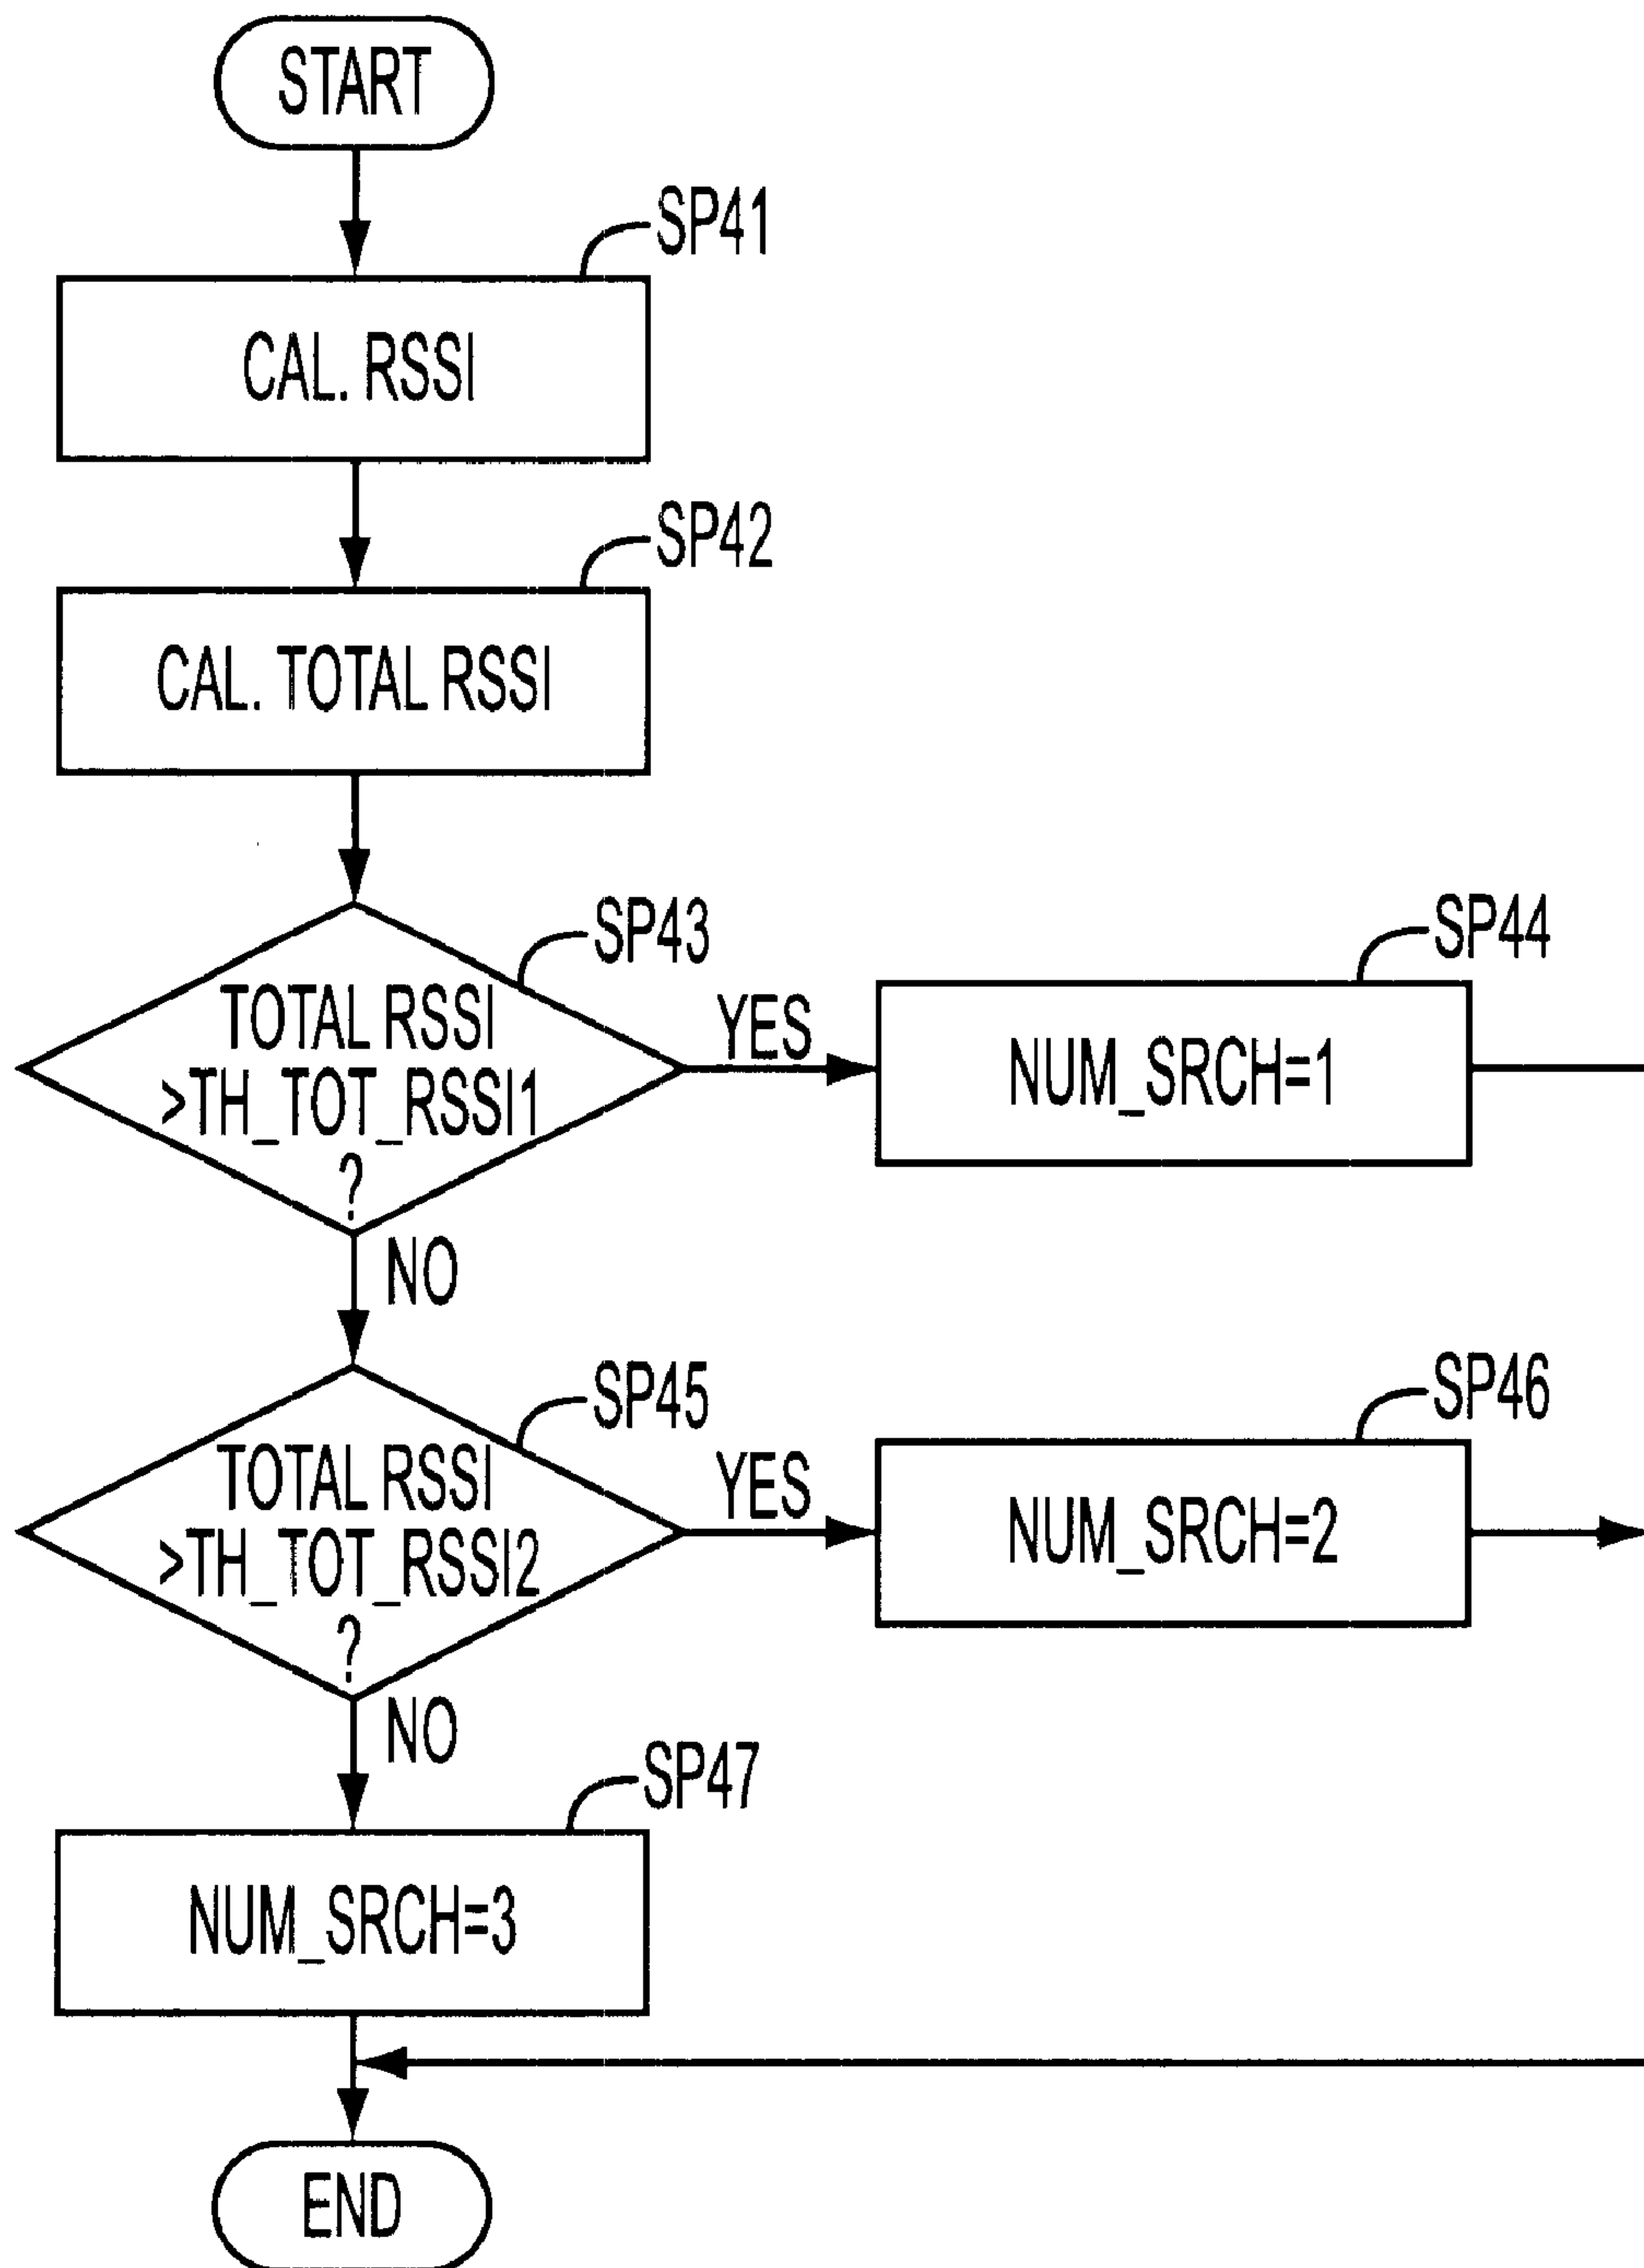 START
SP41
CAL. RSSI
SP42
CAL. TOTAL RSSI
SP43
TOTAL RSSI
>TH_TOT_RSSI1
?
YES
SP44
NUM_SRCH=1
NO
SP45
TOTAL RSSI
>TH_TOT_RSSI2
?
YES
SP46
NUM_SRCH=2
NO
SP47
NUM_SRCH=3
END